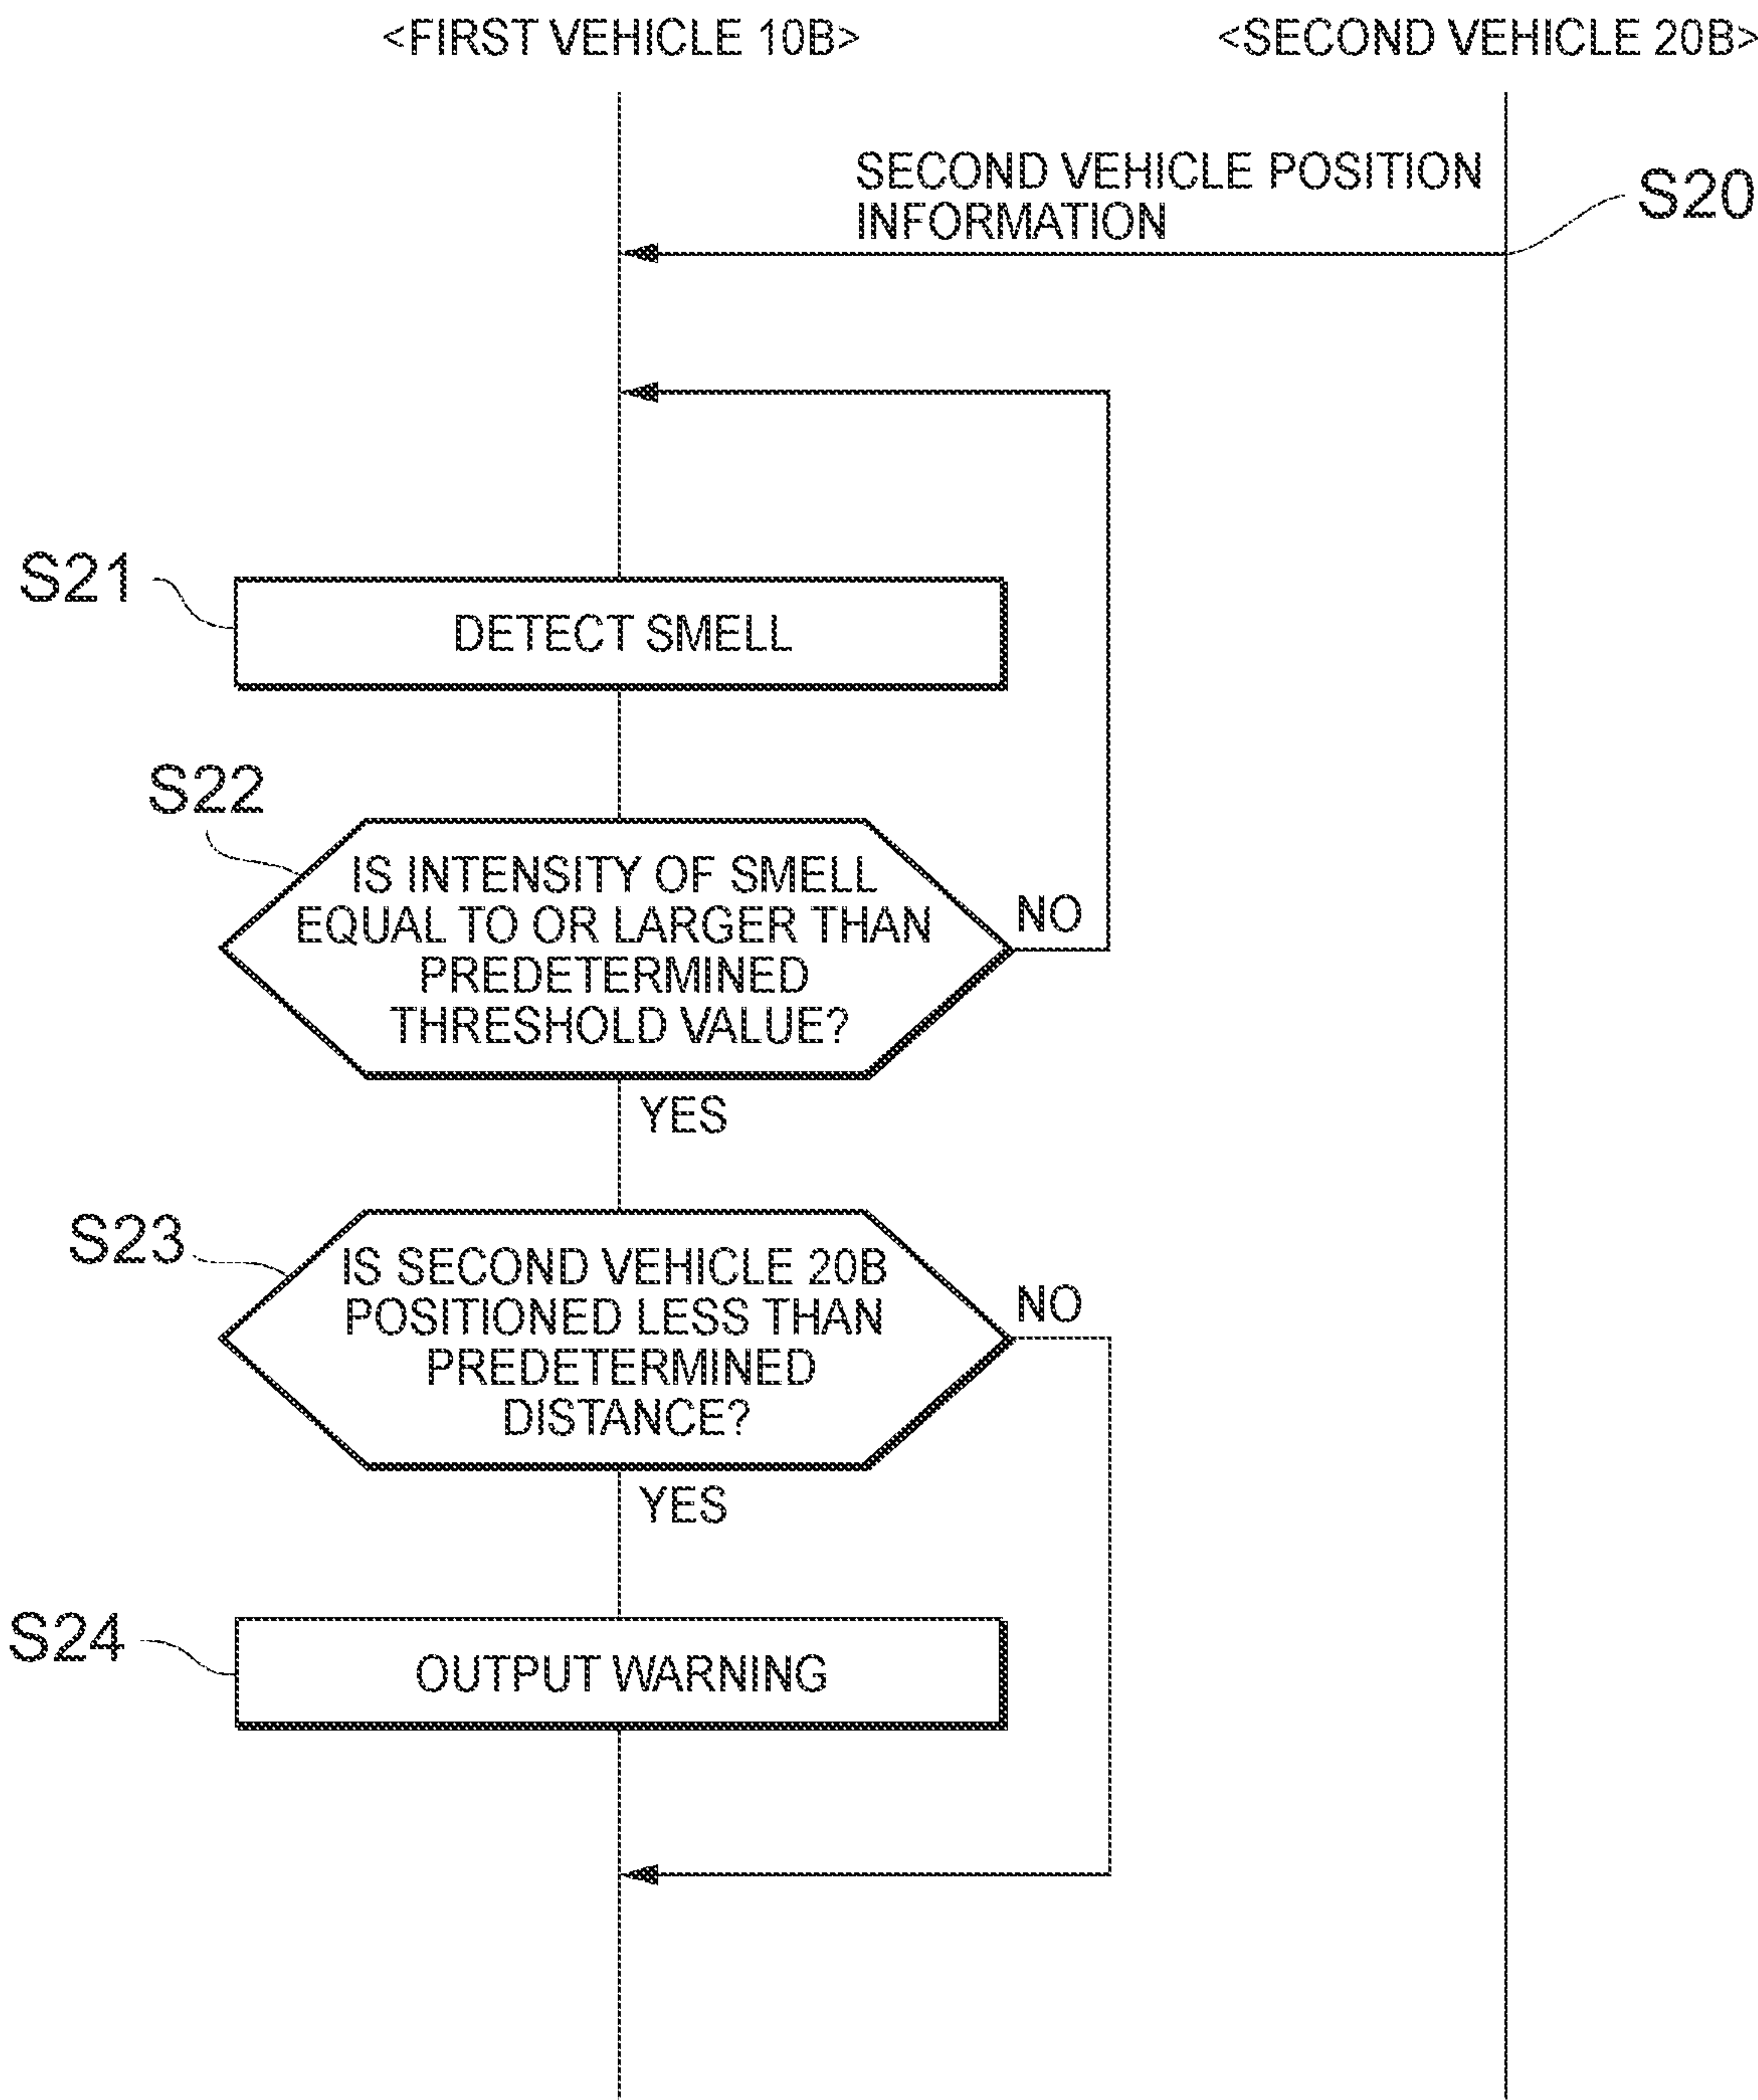 <FIRST VEHICLE 10B>
<SECOND VEHICLE 20B>
SECOND VEHICLE POSITION
INFORMATION
S20
S21
DETECT SMELL
S22
IS INTENSITY OF SMELL
EQUAL TO OR LARGER THAN
PREDETERMINED
THRESHOLD VALUE?
NO
YES
S23
IS SECOND VEHICLE 20B
POSITIONED LESS THAN
PREDETERMINED
DISTANCE?
NO
YES
S24
OUTPUT WARNING